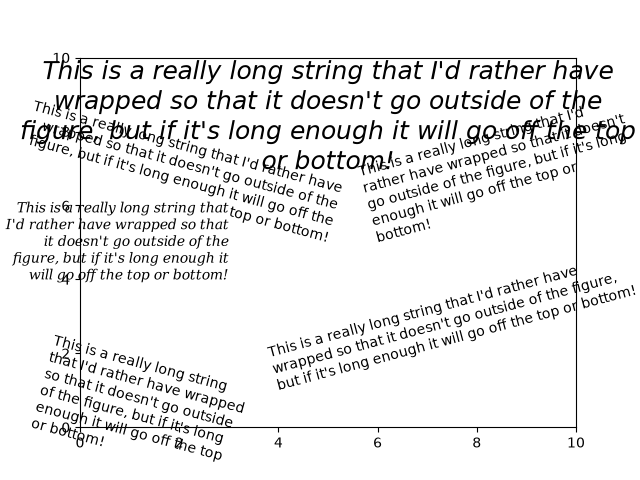 This is a really long string that I'd rather have
wrapped so that it doesn't go outside of the
figure, but if it's long enough it will go off the top
or bottom!
This is a really long string that I'd rather have
wrapped so that it doesn't go outside of the
figure, but if it's long enough it will go off the
top or bottom!
This is a really long string that I'd
rather have wrapped so that it doesn't
go outside of the figure, but if it's long
enough it will go off the top or
bottom!
This is a really long string that
I'd rather have wrapped so that
it doesn't go outside of the
figure, but if it's long enough it
will go off the top or bottom!
This is a really long string that I'd have
wrapped so that it doesn't go outside of the figure,
but if it's long enough it will go off the top or bottom!
This is a really long string
that I'd rather have wrapped
so that it doesn't go outside
of the figure, but if it's long
enough it will go off the top
or bottom!
10
6
4
2
0
0 2 4 6 8 10